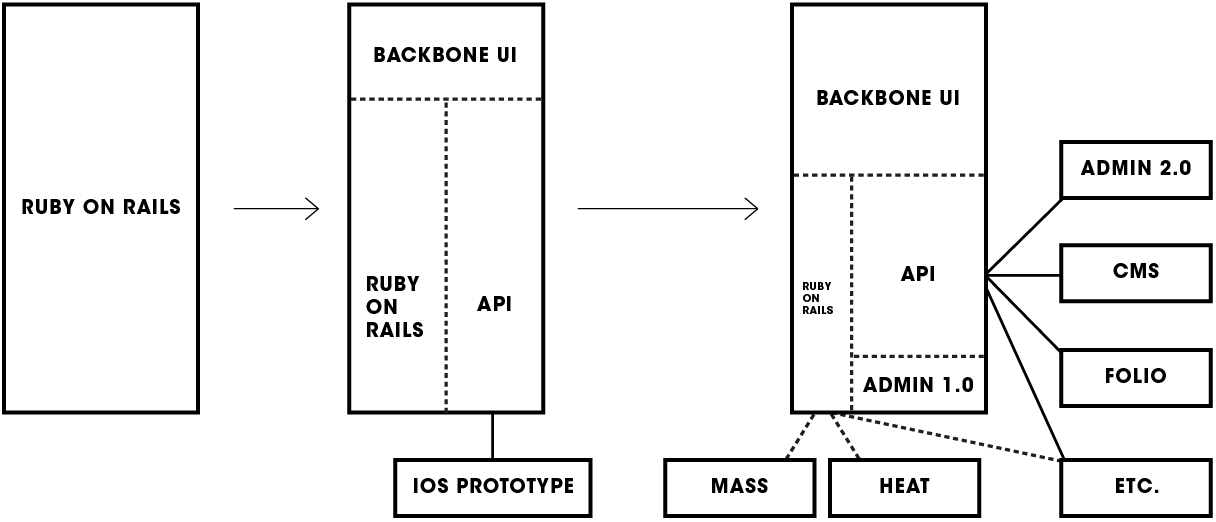 RUBY ON RAILS
BACKBONE UI
RUBY
ON
RAILS
API
IOS PROTOTYPE
BACKBONE UI
RUBY
ON
RAILS
API
ADMIN 1.0
ADMIN 2.0
CMS
FOLIO
MASS
HEAT
ETC.